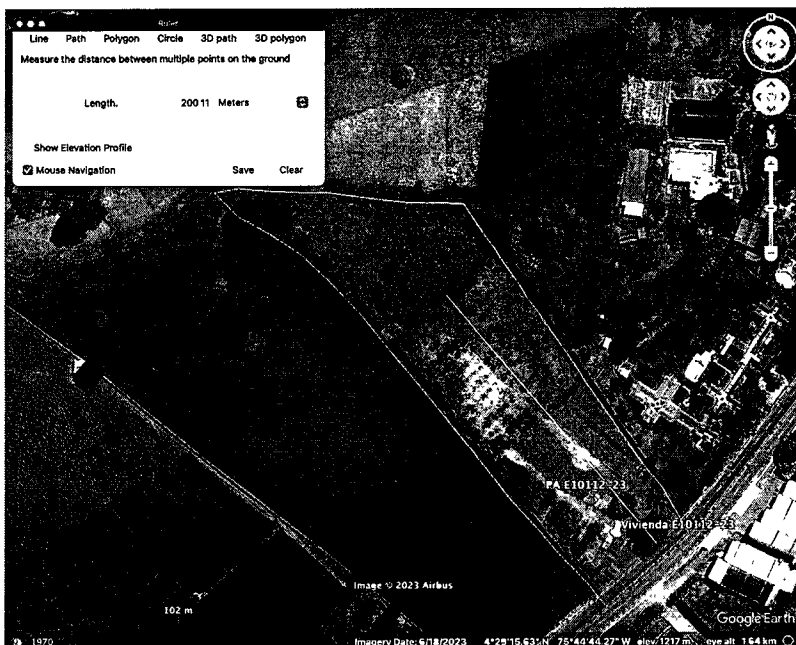 Ruler
Line Path Polygon Circle 3D path 3D polygon
Measure the distance between multiple points on the ground
Length. 200 11 Meters
Show Elevation Profile
Mouse Navigation Save Clear
N
PA E10112-23
Vivienda E10112-23
Image © 2023 Airbus
102 m
Google Earth
1970 Imagery Date: 6/18/2023 4°29'15.63" N 75°44'44.27" W elev 1217 m eye alt 1 64 km